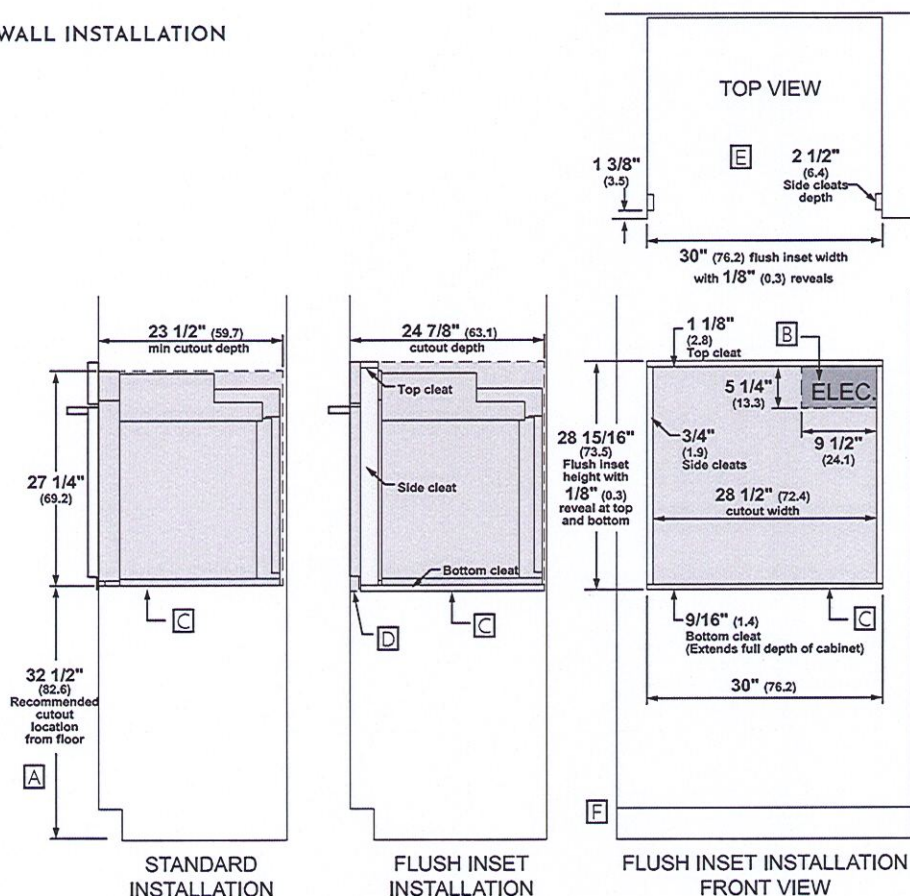 WALL INSTALLATION
TOP VIEW
E
1 3/8"
(3.5)
2 1/2"
(6.4)
Side cleats
depth
30" (76.2) flush inset width
with 1/8" (0.3) reveals
23 1/2" (59.7)
min cutout depth
27 1/4"
(69.2)
C
32 1/2"
(82.6)
Recommended
cutout
location
from floor
A
STANDARD
INSTALLATION
24 7/8" (63.1)
cutout depth
Top cleat
Side cleat
Bottom cleat
D
C
FLUSH INSET
INSTALLATION
1 1/8"
(2.8)
Top cleat
B
5 1/4"
(13.3)
ELEC.
9 1/2"
(24.1)
28 15/16"
(73.5)
Flush inset
height with
1/8" (0.3)
reveal at top
and bottom
3/4"
(1.9)
Side cleats
28 1/2" (72.4)
cutout width
9/16" (1.4)
Bottom cleat
(Extends full depth of cabinet)
C
30" (76.2)
F
FLUSH INSET INSTALLATION
FRONT VIEW